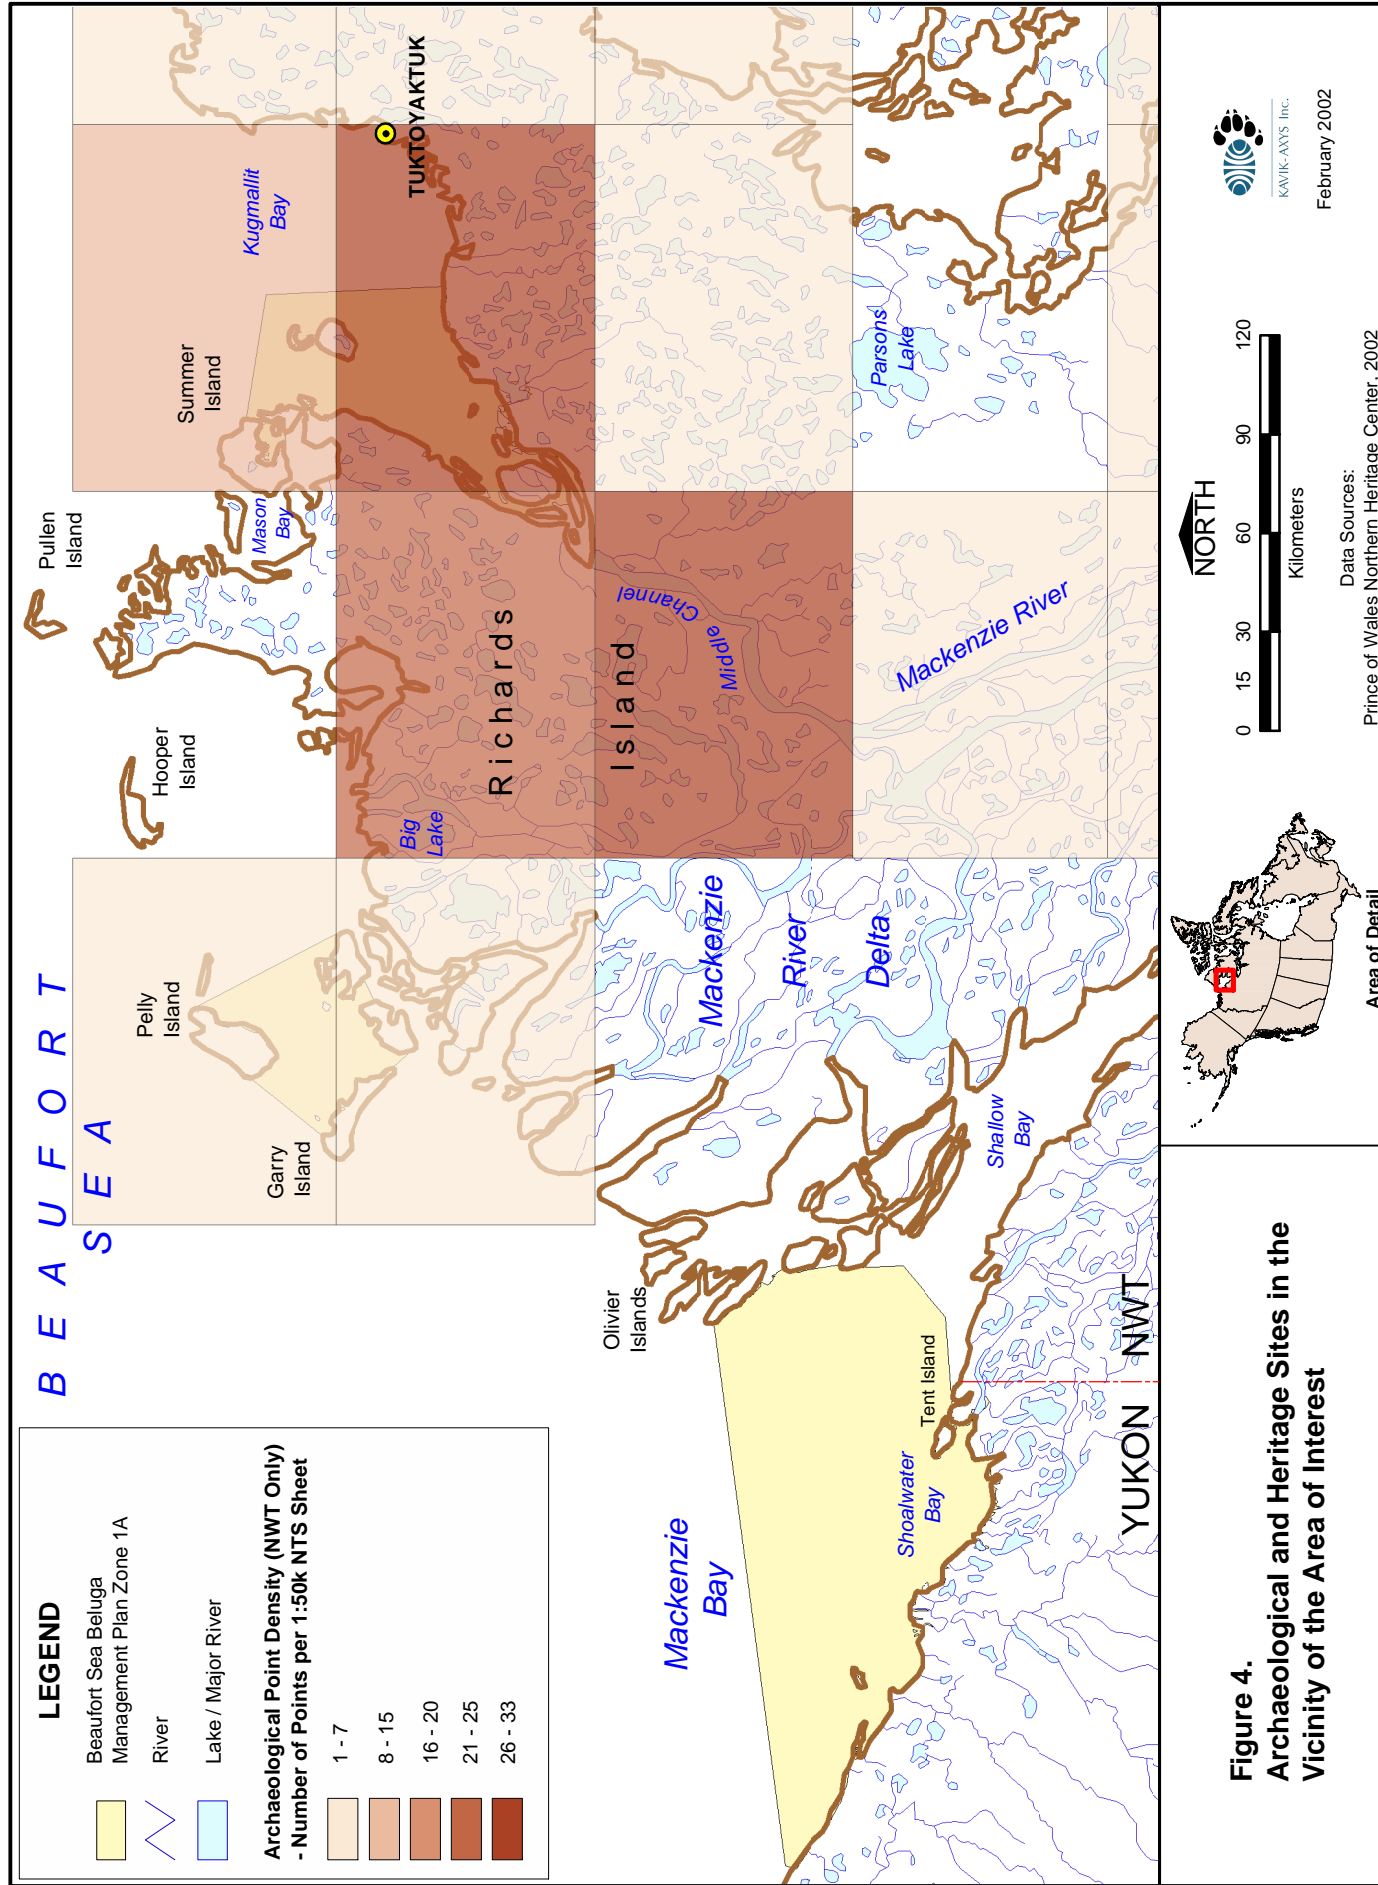 BEAUFORT
SEA
Pelly
Island
Garry
Island
Hooper
Island
Pullen
Island
Mason
Bay
Summer
Island
Kugmallit
Bay
TUKTOYAKTUK
Big
Lake
Richards
Island
Middle Channel
Mackenzie River
Parsons
Lake
Mackenzie
River
Delta
Olivier
Islands
Shallow
Bay
Mackenzie
Bay
Shoalwater
Bay
Tent Island
YUKON
NWT
LEGEND
Beaufort Sea Beluga
Management Plan Zone 1A
River
Lake / Major River
Archaeological Point Density (NWT Only)
- Number of Points per 1:50k NTS Sheet
1 - 7
8 - 15
16 - 20
21 - 25
26 - 33
Figure 4.
Archaeological and Heritage Sites in the
Vicinity of the Area of Interest
Area of Detail
NORTH
0 15 30 60 90 120
Kilometers
Data Sources:
Prince of Wales Northern Heritage Center, 2002
KAVIK-AXYS Inc.
February 2002